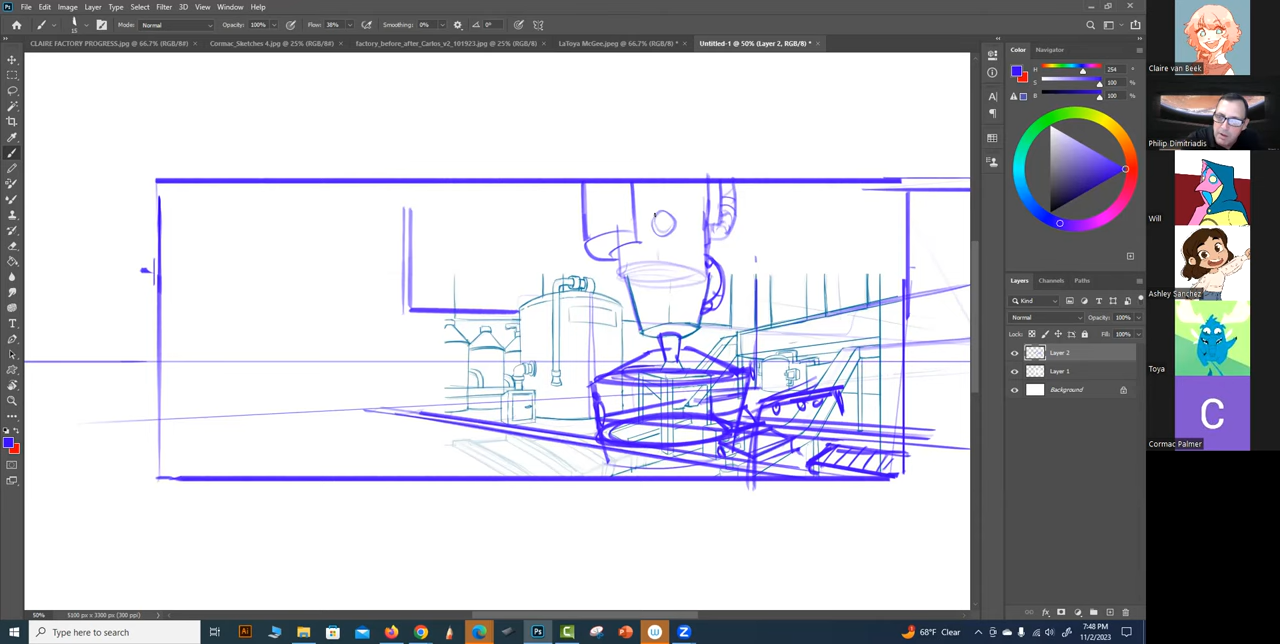 File Edit Image Layer Type Select Filter 3D View Window Help
15 Mode: Normal Opacity: 100% Flow: 38% Smoothing: 0% 0°
CLAIRE FACTORY PROGRESS.jpg @ 66.7% (RGB/8#) × Cormac_Sketches 4.jpg @ 25% (RGB/8#) × factory_before_after_Carlos_v2_101923.jpg @ 25% (RGB/8) × LaToya McGee.jpeg @ 66.7% (RGB/8) * × Untitled-1 @ 50% (Layer 2, RGB/8) * ×
Color Navigator
H 254 °
S 100 %
B 100 %
Layers Channels Paths
Kind
Normal Opacity: 100%
Lock: Fill: 100%
Layer 2
Layer 1
Background
50% 5100 px x 3300 px (300 ppi)
Claire van Beek
Philip Dimitriadis
Will
Ashley Sanchez
Toya
C
Cormac Palmer
Type here to search
68°F Clear
7:48 PM
11/2/2023